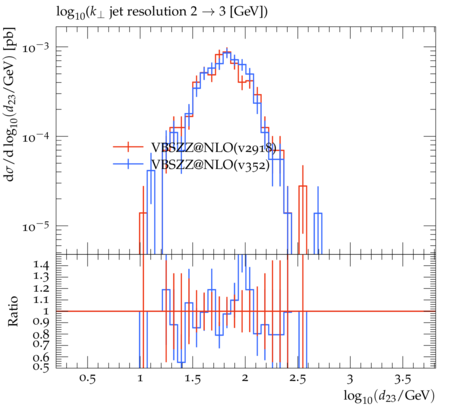 log₁₀(k⊥ jet resolution 2 → 3 [GeV])
dσ/d log₁₀(d₂₃/GeV) [pb]
10⁻³
10⁻⁴
10⁻⁵
VBSZZ@NLO(v2918)
VBSZZ@NLO(v352)
Ratio
1.4
1.3
1.2
1.1
1
0.9
0.8
0.7
0.6
0.5
0.5 1 1.5 2 2.5 3 3.5
log₁₀(d₂₃/GeV)